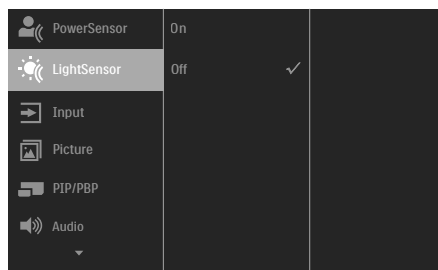 PowerSensor On
LightSensor Off
Input
Picture
PIP/PBP
Audio